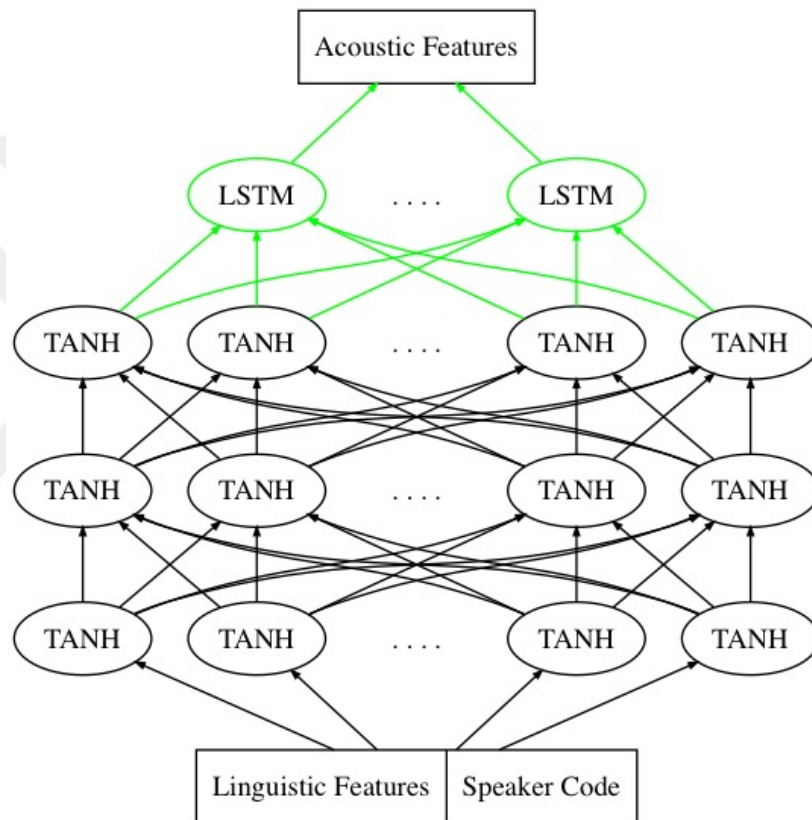 Acoustic Features
LSTM . . . . LSTM
TANH TANH . . . . TANH TANH
TANH TANH . . . . TANH TANH
TANH TANH . . . . TANH TANH
Linguistic Features Speaker Code